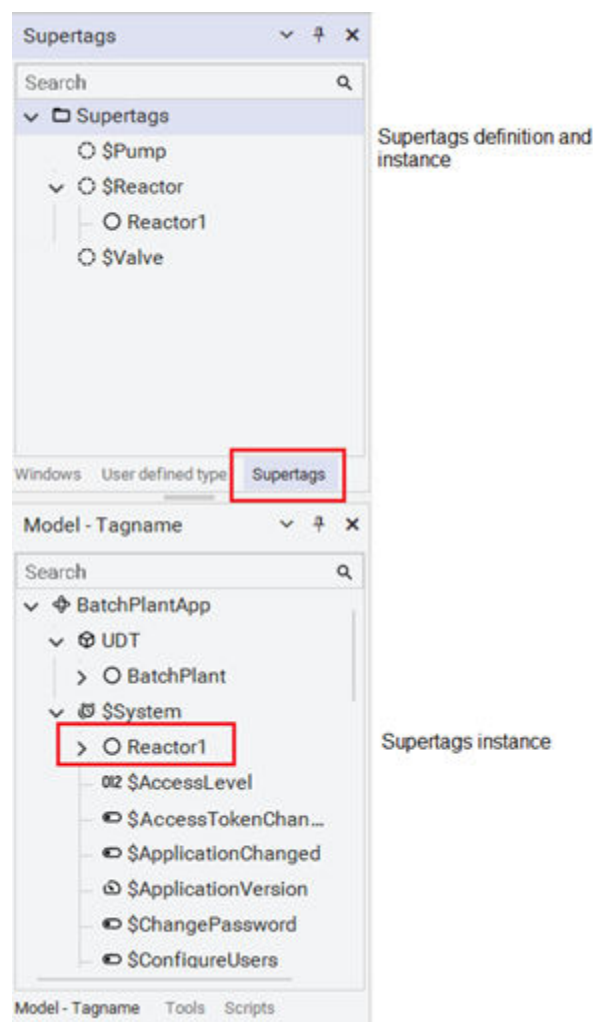 Supertags
Search
Supertags
$Pump
$Reactor
Reactor1
$Valve
Supertags definition and
instance
Windows User defined type Supertags
Model - Tagname
Search
BatchPlantApp
UDT
BatchPlant
$System
Reactor1
Supertags instance
012 $AccessLevel
$AccessTokenChan...
$ApplicationChanged
$ApplicationVersion
$ChangePassword
$ConfigureUsers
Model - Tagname Tools Scripts